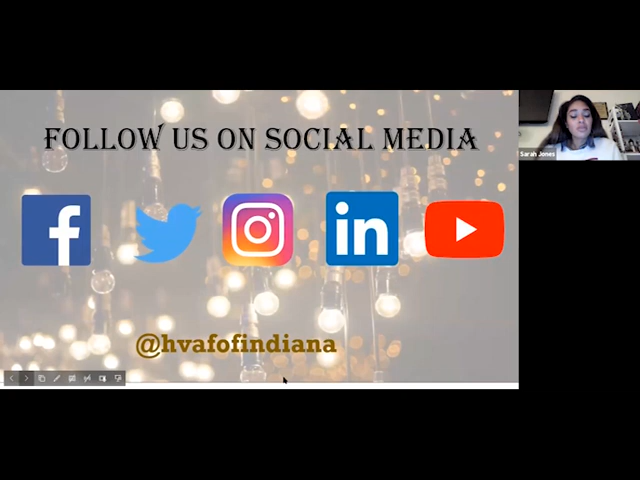 FOLLOW US ON SOCIAL MEDIA
Sarah Jones
f
in
@hvafofindiana